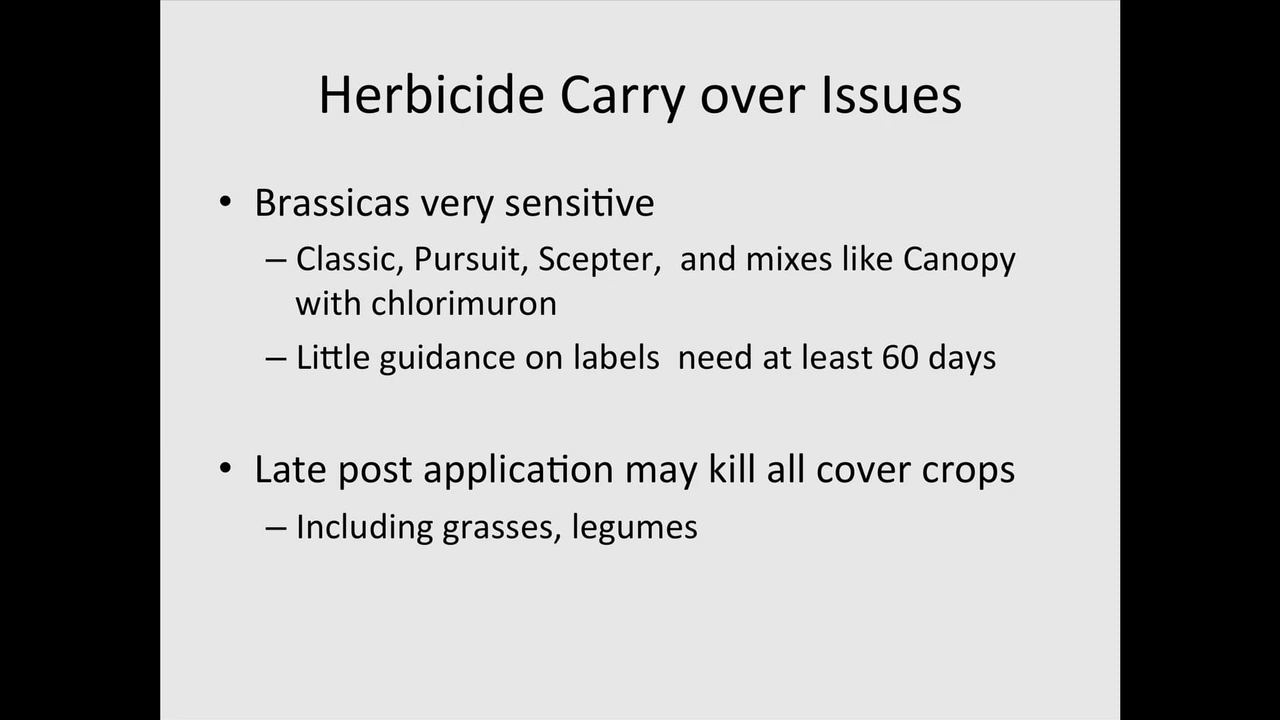 Herbicide Carry over Issues
• Brassicas very sensitive
– Classic, Pursuit, Scepter,  and mixes like Canopy
with chlorimuron
– Little guidance on labels  need at least 60 days
• Late post application may kill all cover crops
– Including grasses, legumes